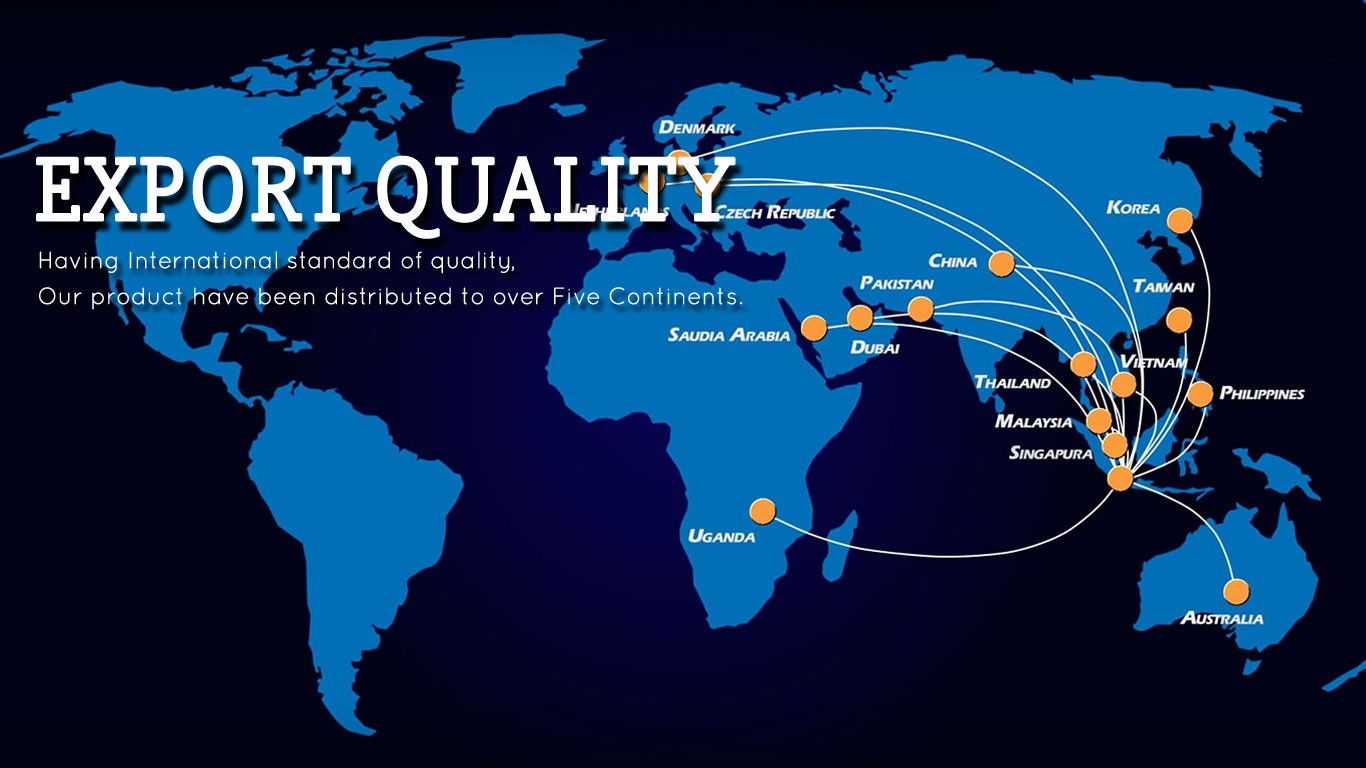 DENMARK
EXPORT QUALITY
NETHERLANDS
CZECH REPUBLIC
Having International standard of quality,
Our product have been distributed to over Five Continents.
KOREA
CHINA
PAKISTAN
TAIWAN
SAUDIA ARABIA
DUBAI
VIETNAM
THAILAND
PHILIPPINES
MALAYSIA
SINGAPURA
UGANDA
AUSTRALIA